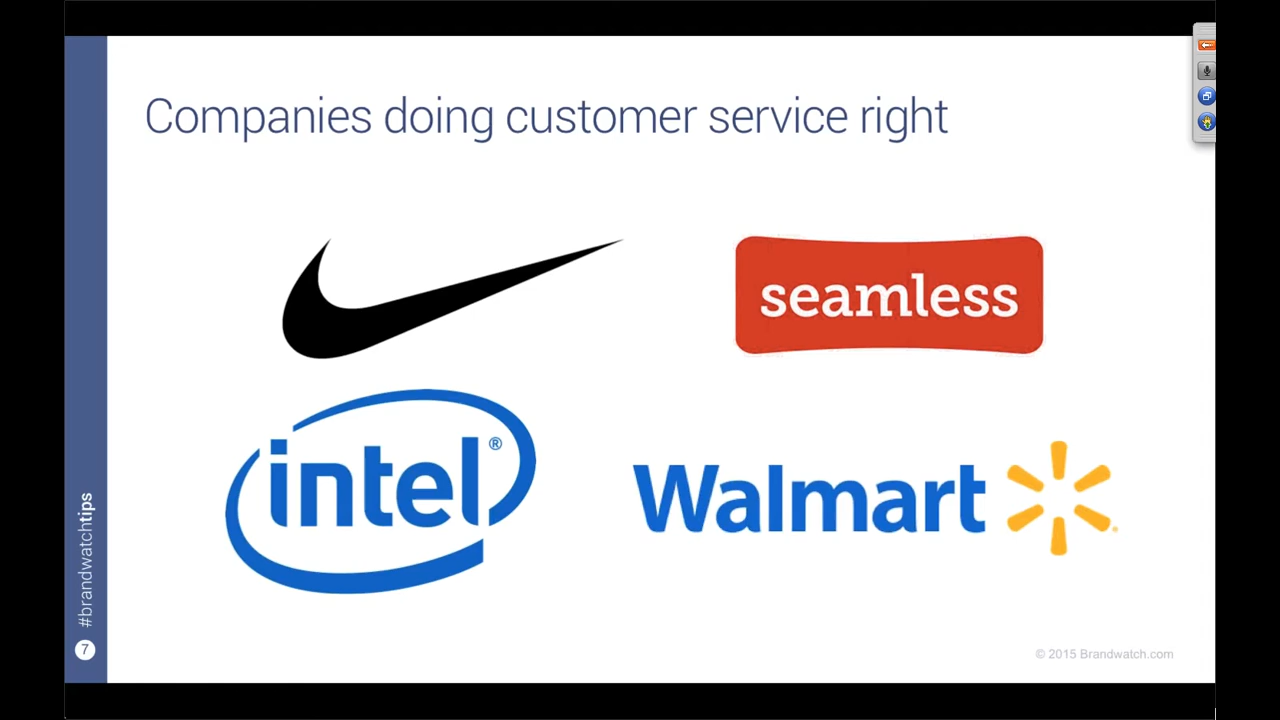 Companies doing customer service right
seamless
intel®
Walmart
#brandwatchtips
7
© 2015 Brandwatch.com